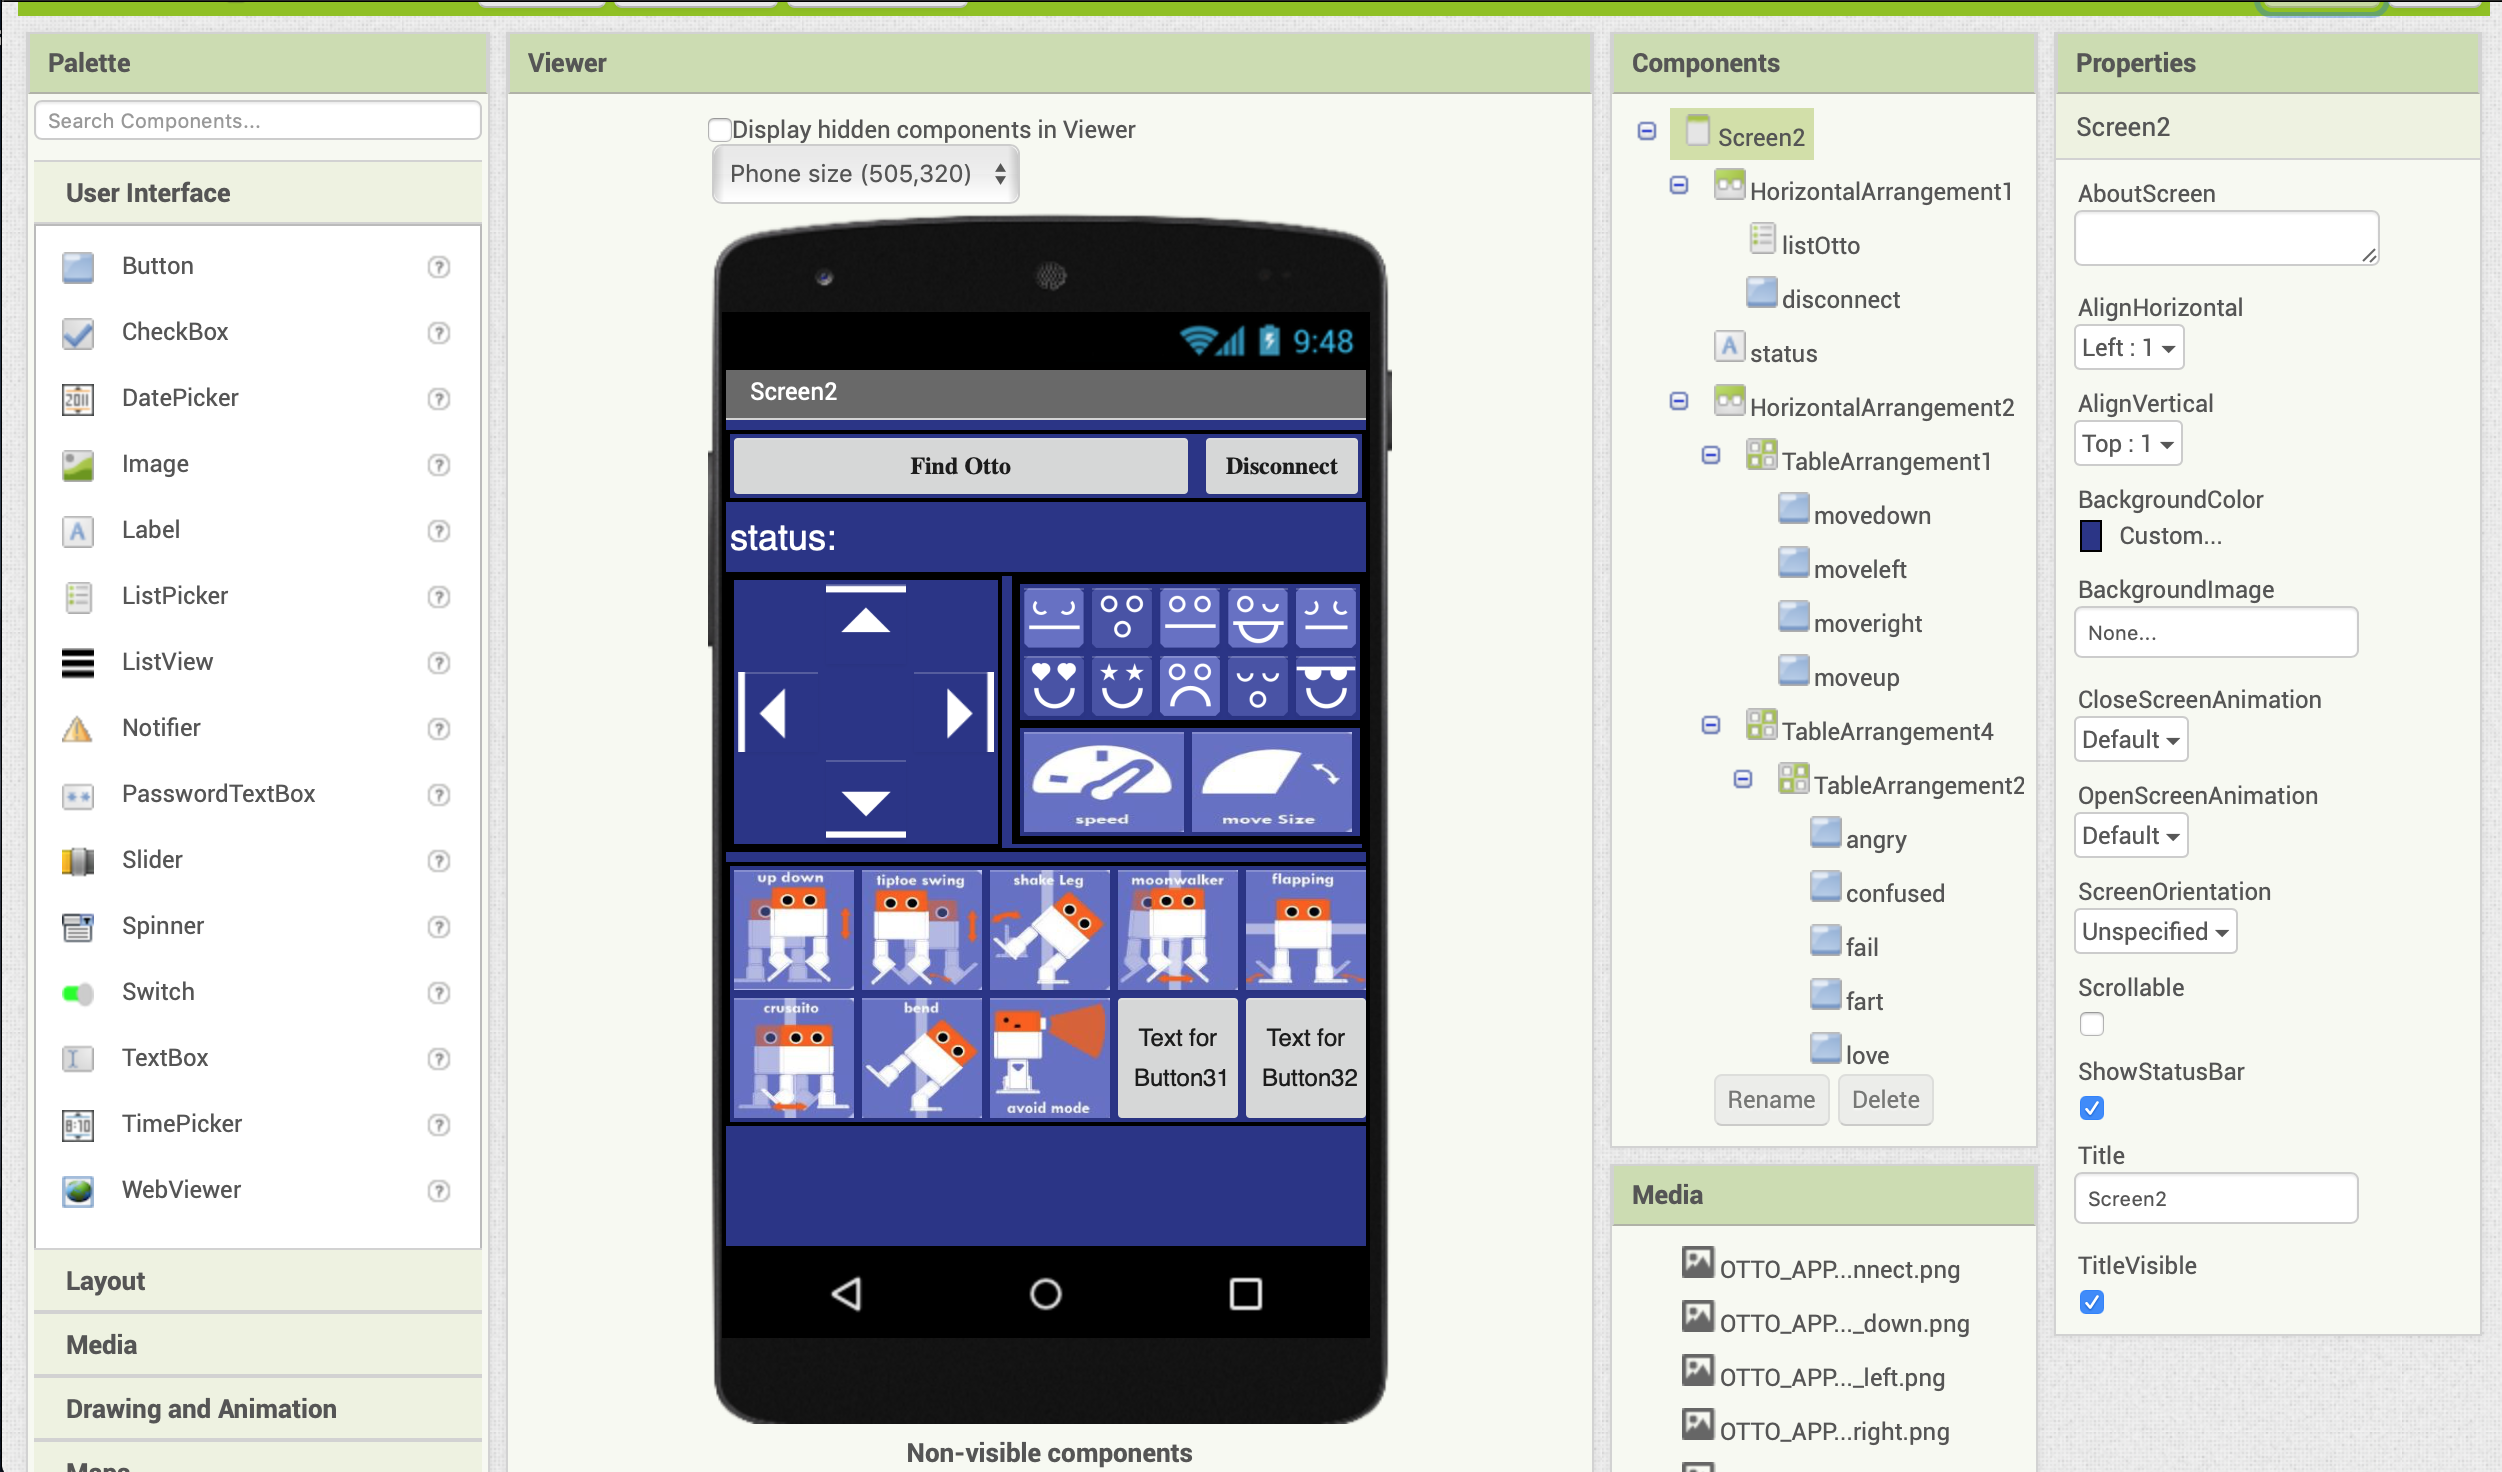 Palette
Search Components...
User Interface
Button
CheckBox
DatePicker
Image
Label
ListPicker
ListView
Notifier
PasswordTextBox
Slider
Spinner
Switch
TextBox
TimePicker
WebViewer
Layout
Media
Drawing and Animation
Maps
Viewer
Display hidden components in Viewer
Phone size (505,320)
9:48
Screen2
Find Otto
Disconnect
status:
speed
move Size
up down
tiptoe swing
shake Leg
moonwalker
flapping
crusaito
bend
avoid mode
Text for
Button31
Text for
Button32
Non-visible components
Components
Screen2
HorizontalArrangement1
listOtto
disconnect
status
HorizontalArrangement2
TableArrangement1
movedown
moveleft
moveright
moveup
TableArrangement4
TableArrangement2
angry
confused
fail
fart
love
Rename
Delete
Media
OTTO_APP...nnect.png
OTTO_APP..._down.png
OTTO_APP..._left.png
OTTO_APP...right.png
Properties
Screen2
AboutScreen
AlignHorizontal
Left : 1
AlignVertical
Top : 1
BackgroundColor
Custom...
BackgroundImage
None...
CloseScreenAnimation
Default
OpenScreenAnimation
Default
ScreenOrientation
Unspecified
Scrollable
ShowStatusBar
Title
Screen2
TitleVisible